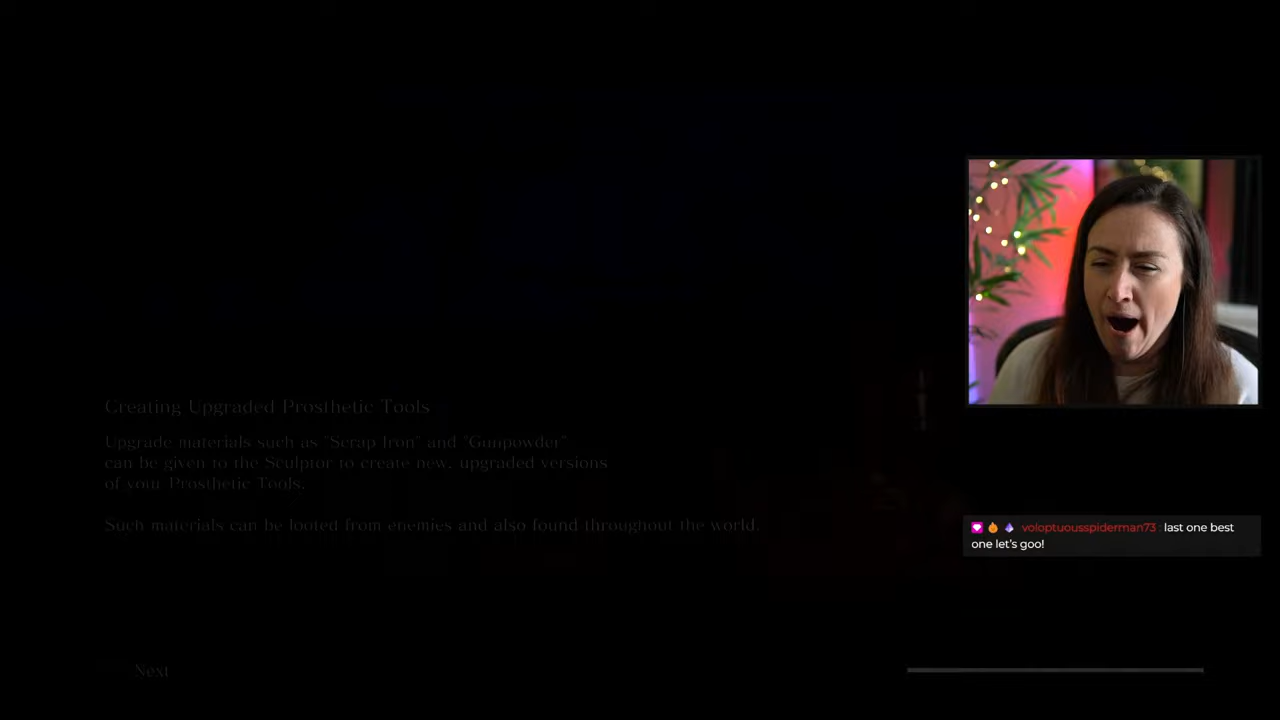 Creating Upgraded Prosthetic Tools
Upgrade materials such as "Scrap Iron" and "Gunpowder"
can be given to the Sculptor to create new, upgraded versions
of your Prosthetic Tools.
Such materials can be looted from enemies and also found throughout the world.
voloptuousspiderman73 : last one best
one let's goo!
Next